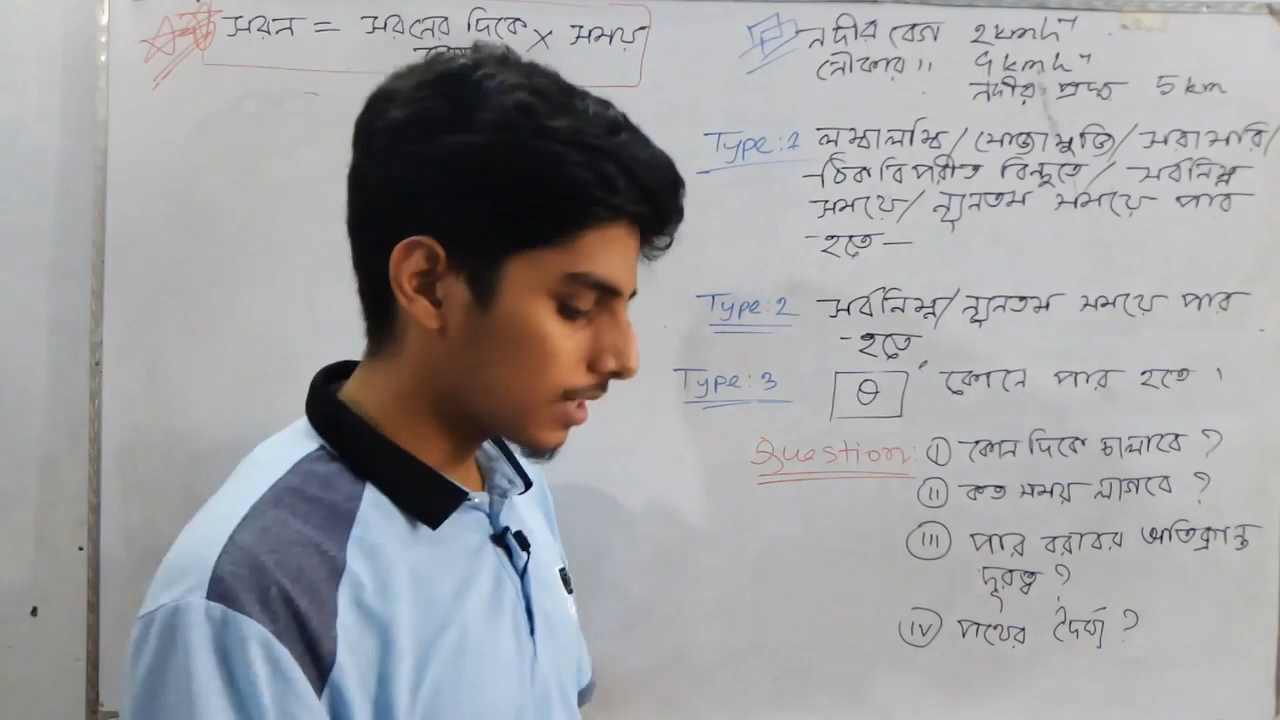 সরন = সরনের দিকে × সময়
নদীর বেগ 2 kmh⁻¹
নৌকার ,, 4 kmh⁻¹
নদীর প্রস্থ 5 km
Type: 1 লম্বালম্বি/সোজাসুজি/সরাসরি/
ঠিক বিপরীত বিন্দুতে/ সর্বনিম্ন
সময়ে/ ন্যূনতম সময়ে পার
হতে—
Type: 2 সর্বনিম্ন/ন্যূনতম সময়ে পার
হতে
Type: 3 θ° কোনে পার হতে।
Question: (i) কোন দিকে চালাবে?
(ii) কত সময় লাগবে?
(iii) পার বরাবর অতিক্রান্ত
দূরত্ব?
(iv) পথের দৈর্ঘ্য?